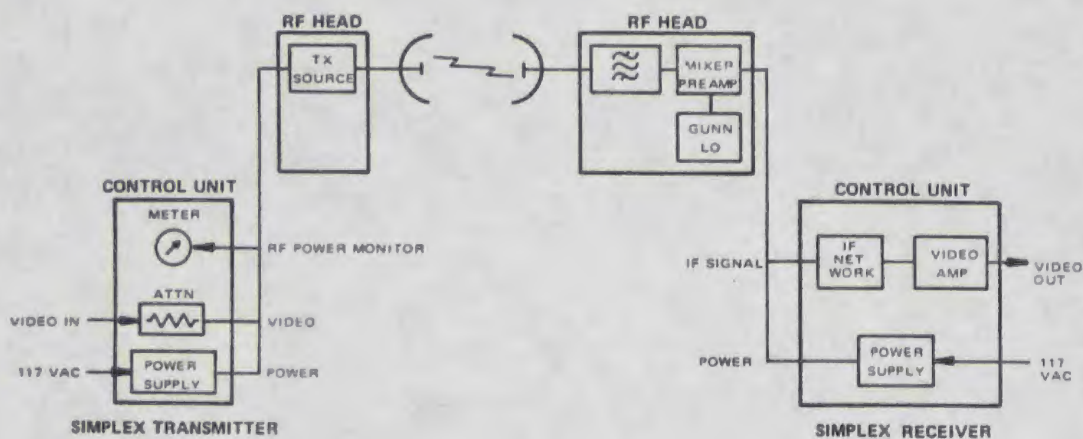 RF HEAD
TX
SOURCE
RF HEAD
MIXER
PREAMP
GUNN
LO
CONTROL UNIT
METER
RF POWER MONITOR
ATTN
VIDEO IN
VIDEO
117 VAC
POWER
SUPPLY
POWER
SIMPLEX TRANSMITTER
CONTROL UNIT
IF SIGNAL
IF
NET
WORK
VIDEO
AMP
VIDEO
OUT
POWER
POWER
SUPPLY
117
VAC
SIMPLEX RECEIVER